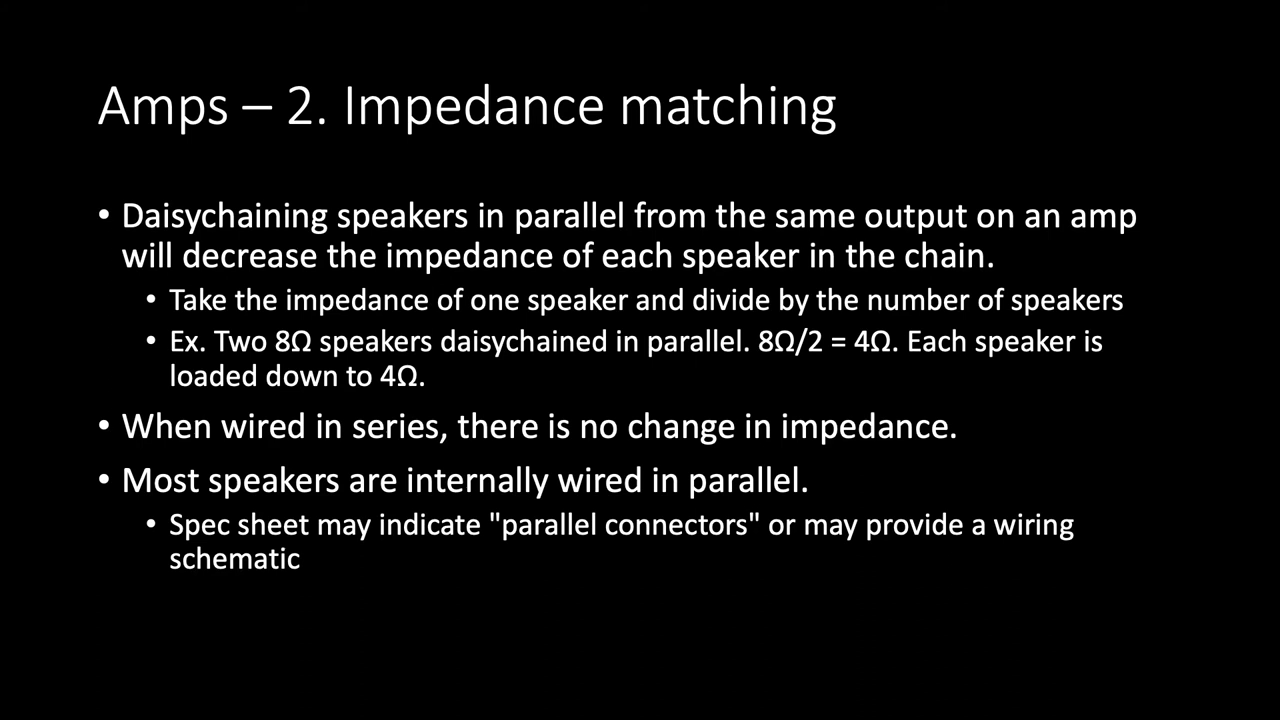 Amps – 2. Impedance matching
• Daisychaining speakers in parallel from the same output on an amp
will decrease the impedance of each speaker in the chain.
• Take the impedance of one speaker and divide by the number of speakers
• Ex. Two 8Ω speakers daisychained in parallel. 8Ω/2 = 4Ω. Each speaker is
loaded down to 4Ω.
• When wired in series, there is no change in impedance.
• Most speakers are internally wired in parallel.
• Spec sheet may indicate "parallel connectors" or may provide a wiring
schematic